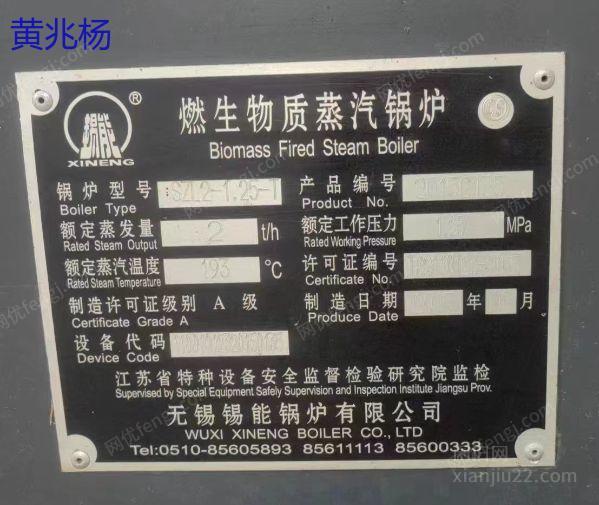 黄兆杨
锡能
®
XINENG
燃生物质蒸汽锅炉
Biomass Fired Steam Boiler
锅炉型号 SZL2-1.25-T 产品编号
Boiler Type Product No.
额定蒸发量 2 t/h 额定工作压力 MPa
Rated Steam Output Rated Working Pressure
额定蒸汽温度 193 ℃ 许可证编号
Rated Steam Temperature Certificate No.
制造许可证级别 A 级 制造日期 年 月
Certificate Grade A Produce Date
设备代码
Device Code
江苏省特种设备安全监督检验研究院监检
Supervised by Special Equipment Safely Supervision and Inspection Institute Jiangsu Prov.
无锡锡能锅炉有限公司
WUXI XINENG BOILER CO., LTD
Tel:0510-85605893 85611113 85600333
xianjiu22.com